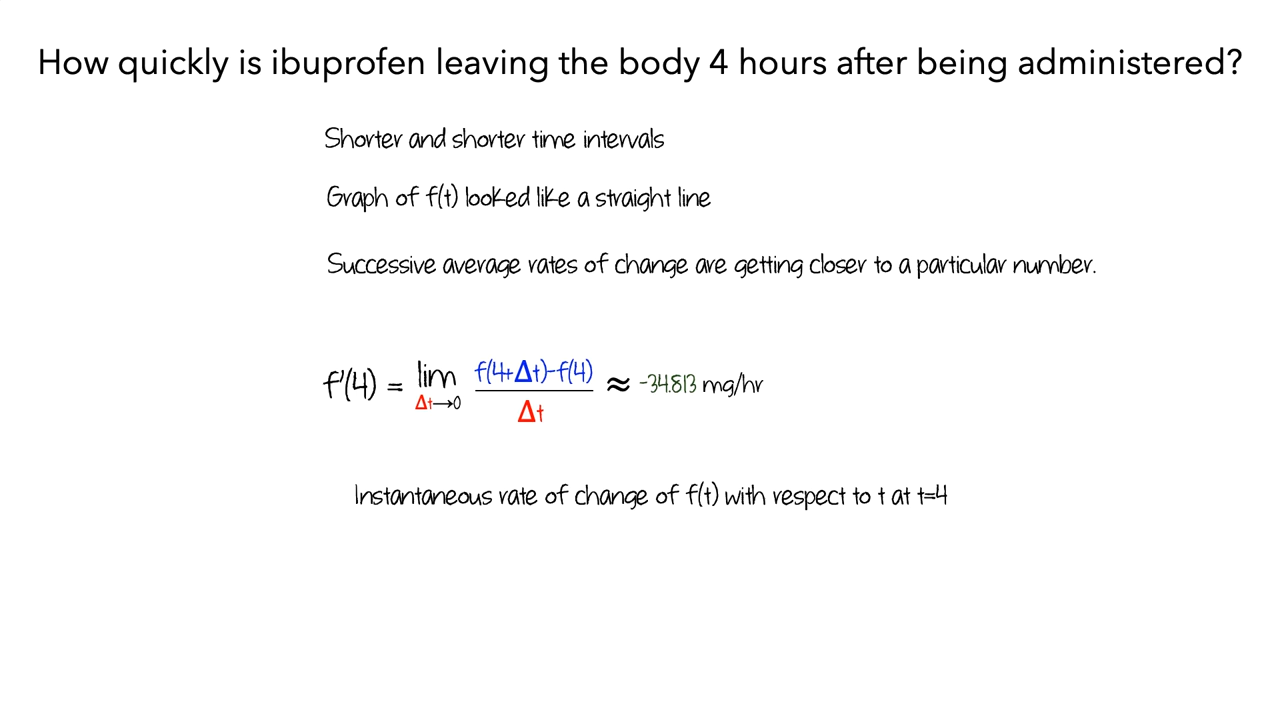 How quickly is ibuprofen leaving the body 4 hours after being administered?
Shorter and shorter time intervals
Graph of f(t) looked like a straight line
Successive average rates of change are getting closer to a particular number.
f'(4) = lim Δt→0 f(4+Δt)-f(4) / Δt ≈ -34.813 mg/hr
Instantaneous rate of change of f(t) with respect to t at t=4